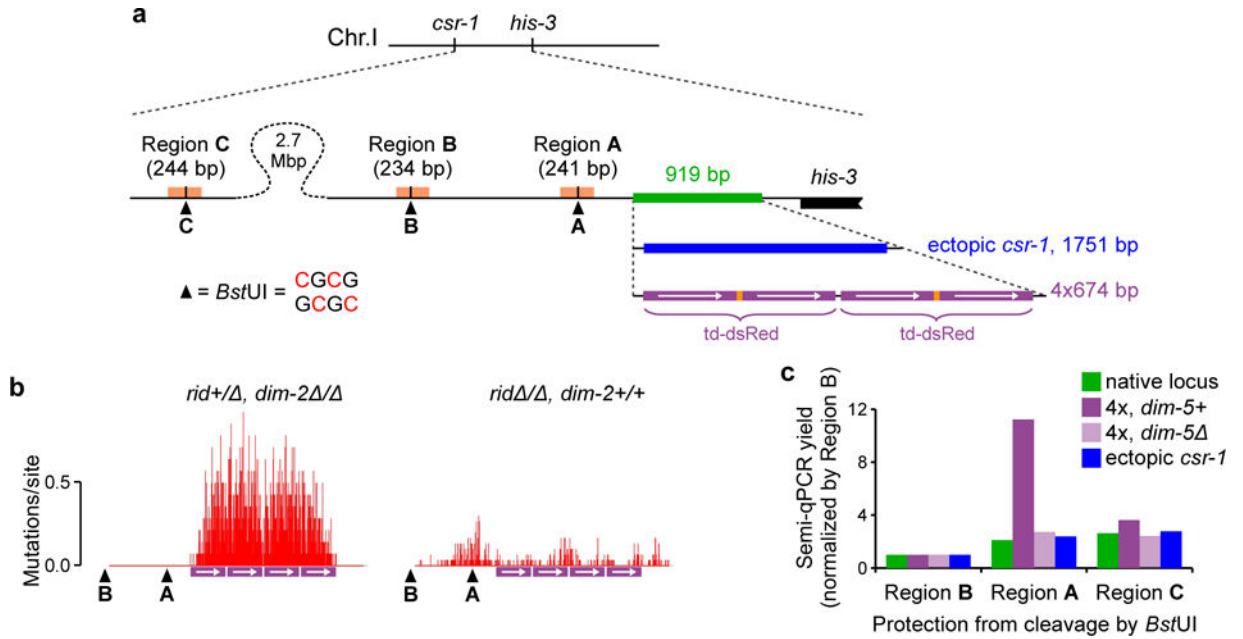 a
csr-1 his-3
Chr.I
Region C
(244 bp)
2.7
Mbp
Region B
(234 bp)
Region A
(241 bp)
919 bp
his-3
C
B
A
ectopic csr-1, 1751 bp
▲ = BstUI = CGCG
GCGC
4x674 bp
td-dsRed td-dsRed
b
rid+/Δ, dim-2Δ/Δ
ridΔ/Δ, dim-2+/+
Mutations/site
0.5
0.0
B A
B A
c
native locus
4x, dim-5+
4x, dim-5Δ
ectopic csr-1
Semi-qPCR yield
(normalized by Region B)
12
8
4
0
Region B Region A Region C
Protection from cleavage by BstUI